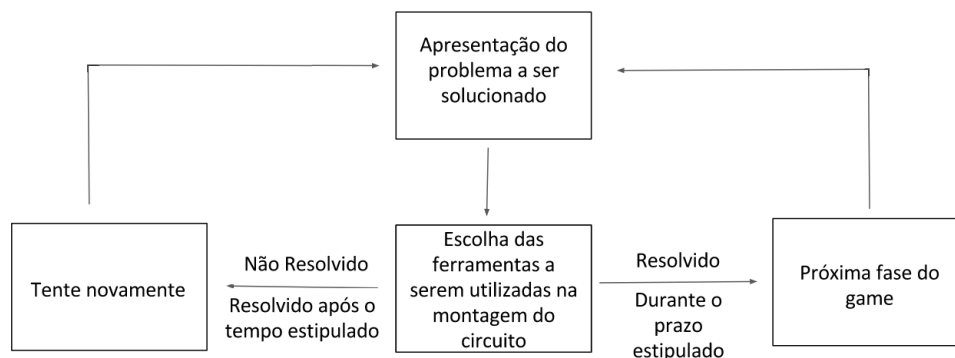 Apresentação do
problema a ser
solucionado
Tente novamente
Não Resolvido
Resolvido após o
tempo estipulado
Escolha das
ferramentas a
serem utilizadas na
montagem do
circuito
Resolvido
Durante o
prazo
estipulado
Próxima fase do
game